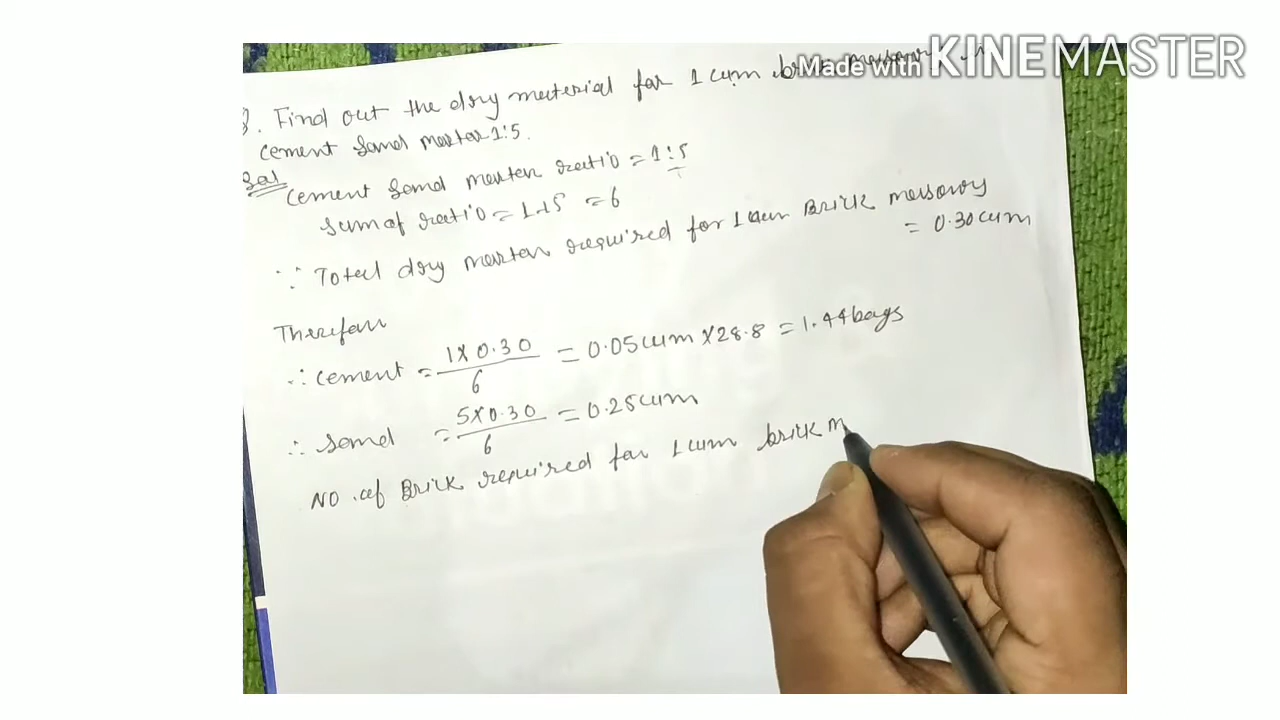 Made with KINEMASTER
Q. Find out the dry material for 1 cum brick masonry in
cement sand mortar 1:5.
Sol
cement sand mortar ratio = 1:5
sum of ratio = 1+5 = 6
∵ Total dry mortar required for 1 cum Brick masonry
= 0.30 cum
Therefore
∴ cement = 1 x 0.30 / 6 = 0.05 cum x 28.8 = 1.44 bags
∴ sand = 5 x 0.30 / 6 = 0.25 cum
NO. of Brick required for 1 cum brick m